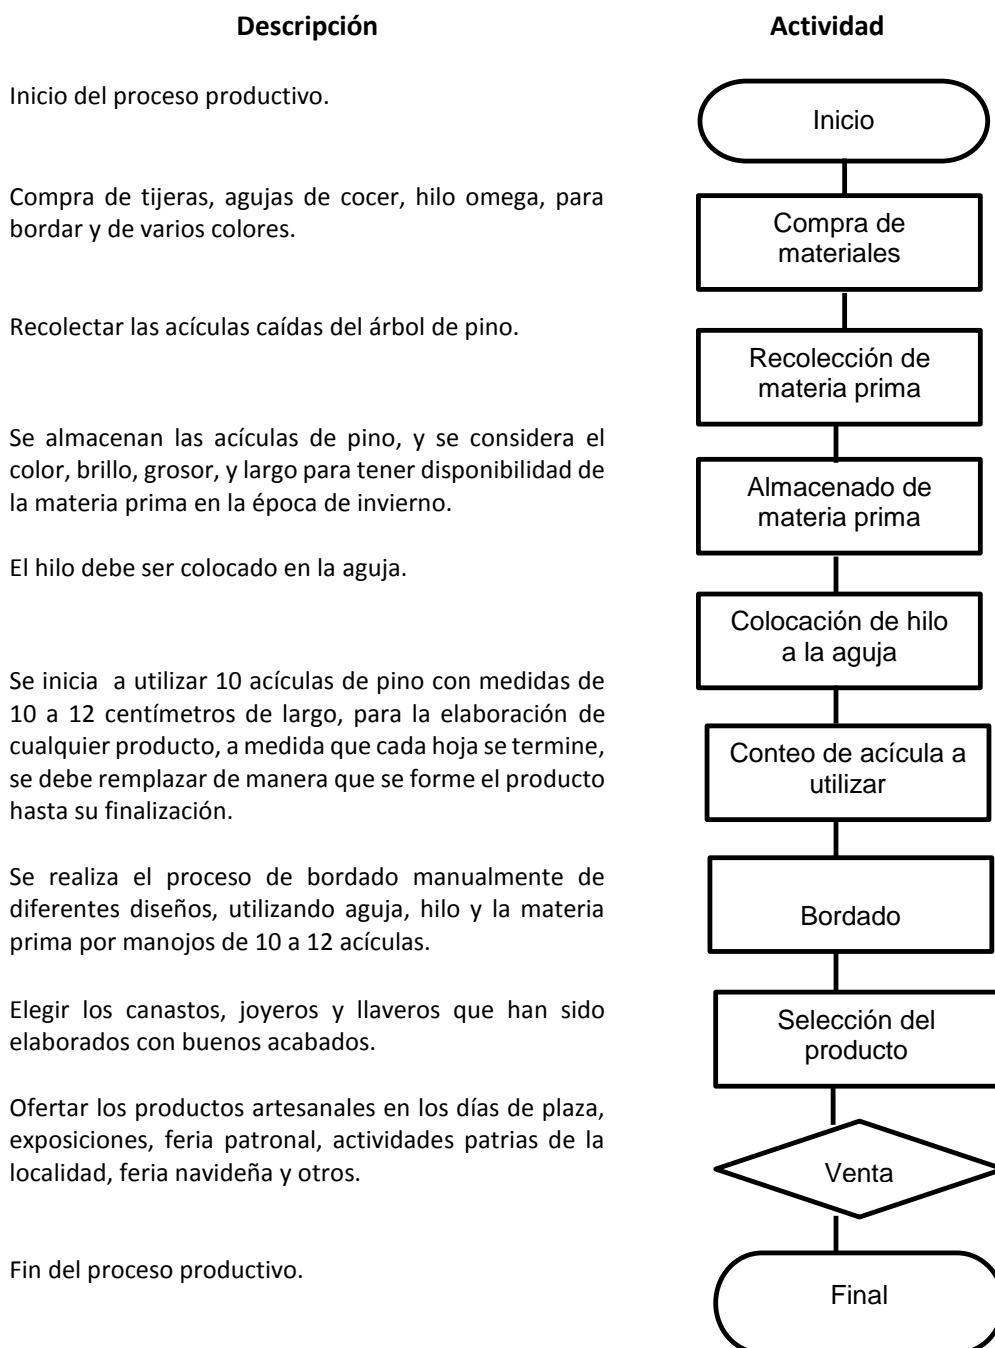 Descripción
Actividad
Inicio del proceso productivo.
Inicio
Compra de tijeras, agujas de cocer, hilo omega, para
bordar y de varios colores.
Compra de
materiales
Recolectar las acículas caídas del árbol de pino.
Recolección de
materia prima
Se almacenan las acículas de pino, y se considera el
color, brillo, grosor, y largo para tener disponibilidad de
la materia prima en la época de invierno.
Almacenado de
materia prima
El hilo debe ser colocado en la aguja.
Colocación de hilo
a la aguja
Se inicia a utilizar 10 acículas de pino con medidas de
10 a 12 centímetros de largo, para la elaboración de
cualquier producto, a medida que cada hoja se termine,
se debe remplazar de manera que se forme el producto
hasta su finalización.
Conteo de acícula a
utilizar
Se realiza el proceso de bordado manualmente de
diferentes diseños, utilizando aguja, hilo y la materia
prima por manojos de 10 a 12 acículas.
Bordado
Elegir los canastos, joyeros y llaveros que han sido
elaborados con buenos acabados.
Selección del
producto
Ofertar los productos artesanales en los días de plaza,
exposiciones, feria patronal, actividades patrias de la
localidad, feria navideña y otros.
Venta
Fin del proceso productivo.
Final